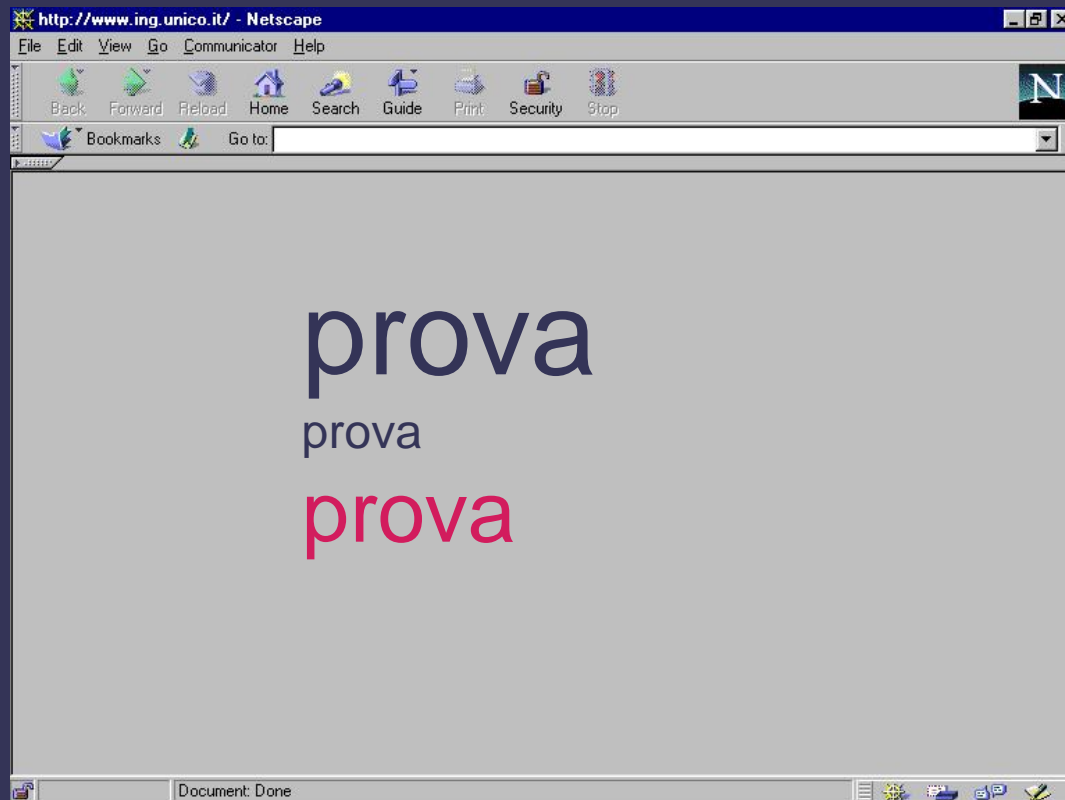 http://www.ing.unico.it/ - Netscape
File Edit View Go Communicator Help
Back Forward Reload Home Search Guide Print Security Stop
N
Bookmarks Go to:
prova
prova
prova
Document: Done